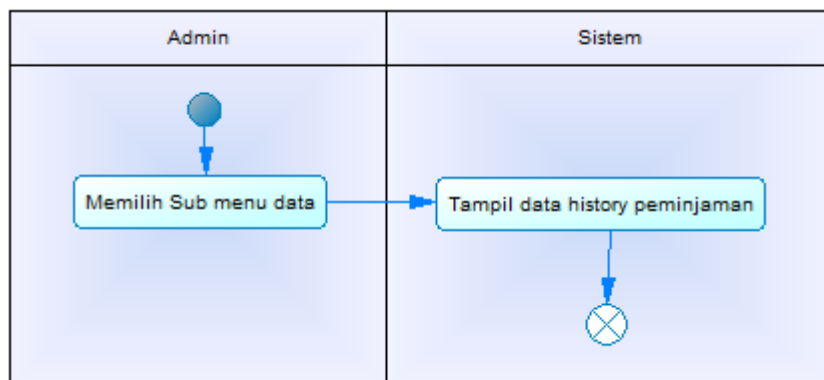 Admin
Sistem
Memilih Sub menu data
Tampil data history peminjaman